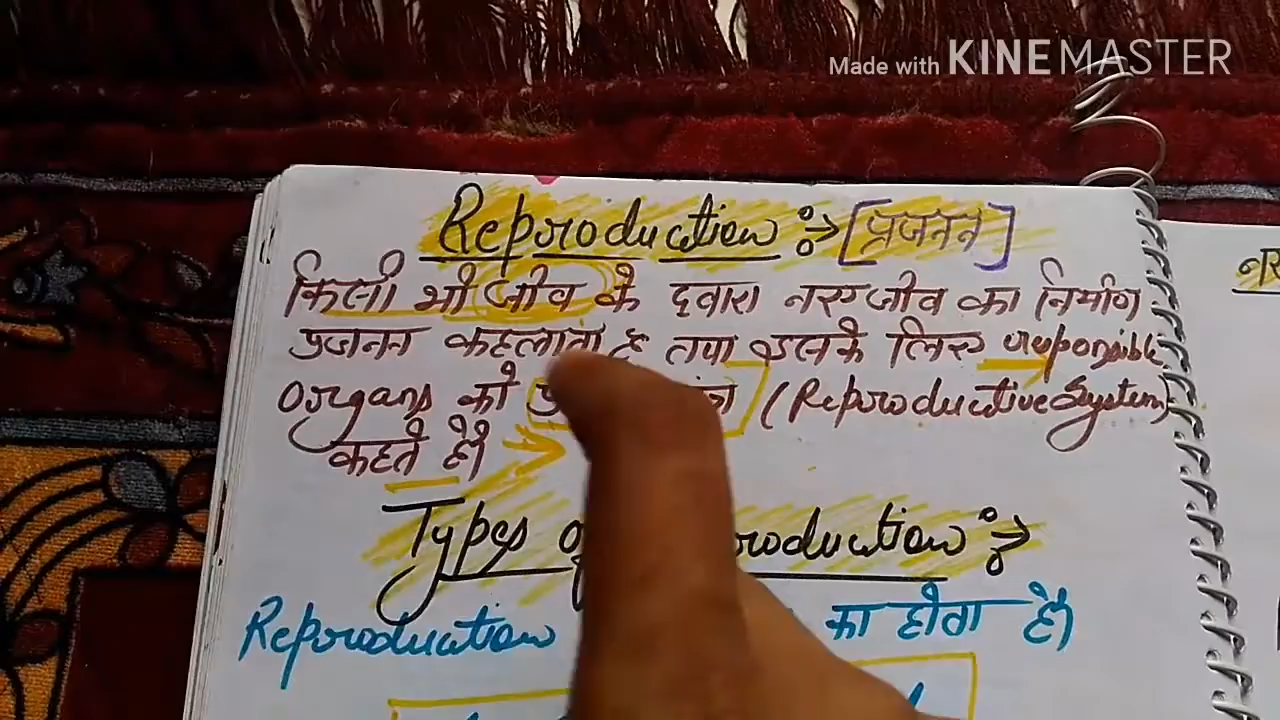 Made with KINEMASTER
Reproduction :→ [प्रजनन]
किसी भी जीव के दवारा नए जीव का निर्माण
प्रजनन कहलाता है तथा इसके लिए responsible
Organs को तंत्र (Reproductive System)
कहते है।
Types of roduction :→
Reproduction का होता है।